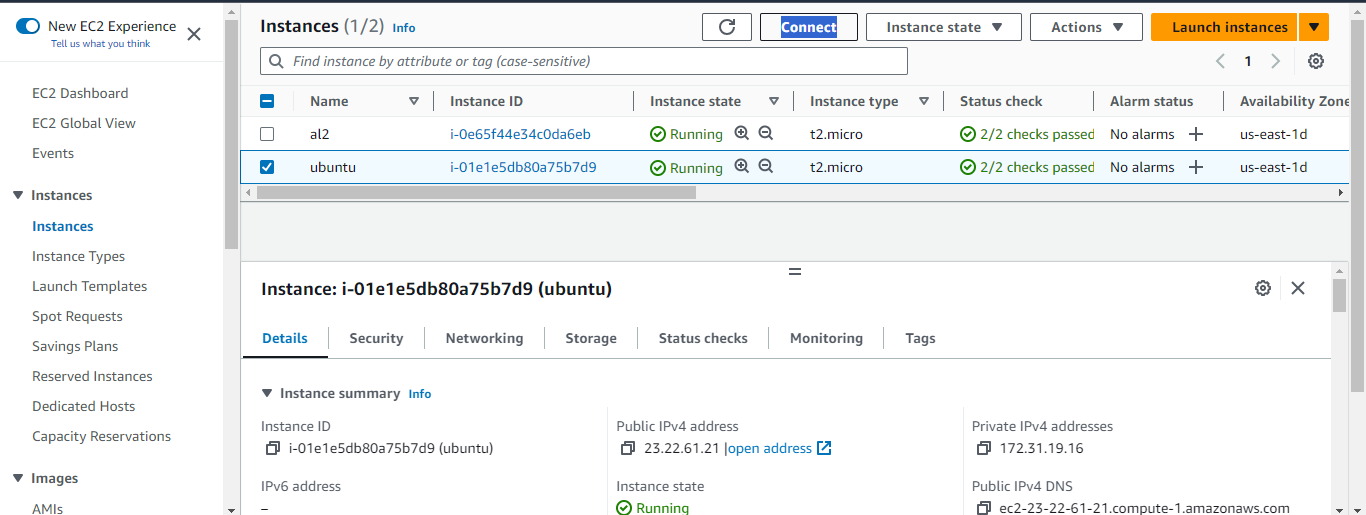 New EC2 Experience
Tell us what you think
EC2 Dashboard
EC2 Global View
Events
Instances
Instances
Instance Types
Launch Templates
Spot Requests
Savings Plans
Reserved Instances
Dedicated Hosts
Capacity Reservations
Images
AMIs
Instances (1/2) Info
Connect
Instance state
Actions
Launch instances
Find instance by attribute or tag (case-sensitive)
1
Name Instance ID Instance state Instance type Status check Alarm status Availability Zone
al2 i-0e65f44e34c0da6eb Running t2.micro 2/2 checks passed No alarms us-east-1d
ubuntu i-01e1e5db80a75b7d9 Running t2.micro 2/2 checks passed No alarms us-east-1d
Instance: i-01e1e5db80a75b7d9 (ubuntu)
Details Security Networking Storage Status checks Monitoring Tags
Instance summary Info
Instance ID
i-01e1e5db80a75b7d9 (ubuntu)
Public IPv4 address
23.22.61.21 |open address
Private IPv4 addresses
172.31.19.16
IPv6 address
–
Instance state
Running
Public IPv4 DNS
ec2-23-22-61-21.compute-1.amazonaws.com